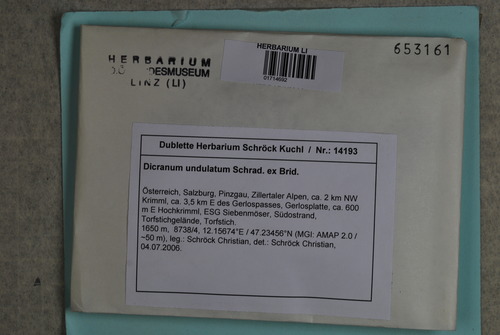 HERBARIUM
DESMUSEUM
LINZ (LI)
HERBARIUM LI
01714692
653161
Dublette Herbarium Schröck Kuchl / Nr.: 14193
Dicranum undulatum Schrad. ex Brid.
Österreich, Salzburg, Pinzgau, Zillertaler Alpen, ca. 2 km NW
Krimml, ca. 3,5 km E des Gerlospasses, Gerlosplatte, ca. 600
m E Hochkrimml, ESG Siebenmöser, Südostrand,
Torfstichgelände, Torfstich.
1650 m, 8738/4, 12.15674°E / 47.23456°N (MGI: AMAP 2.0 /
~50 m), leg.: Schröck Christian, det.: Schröck Christian,
04.07.2006.